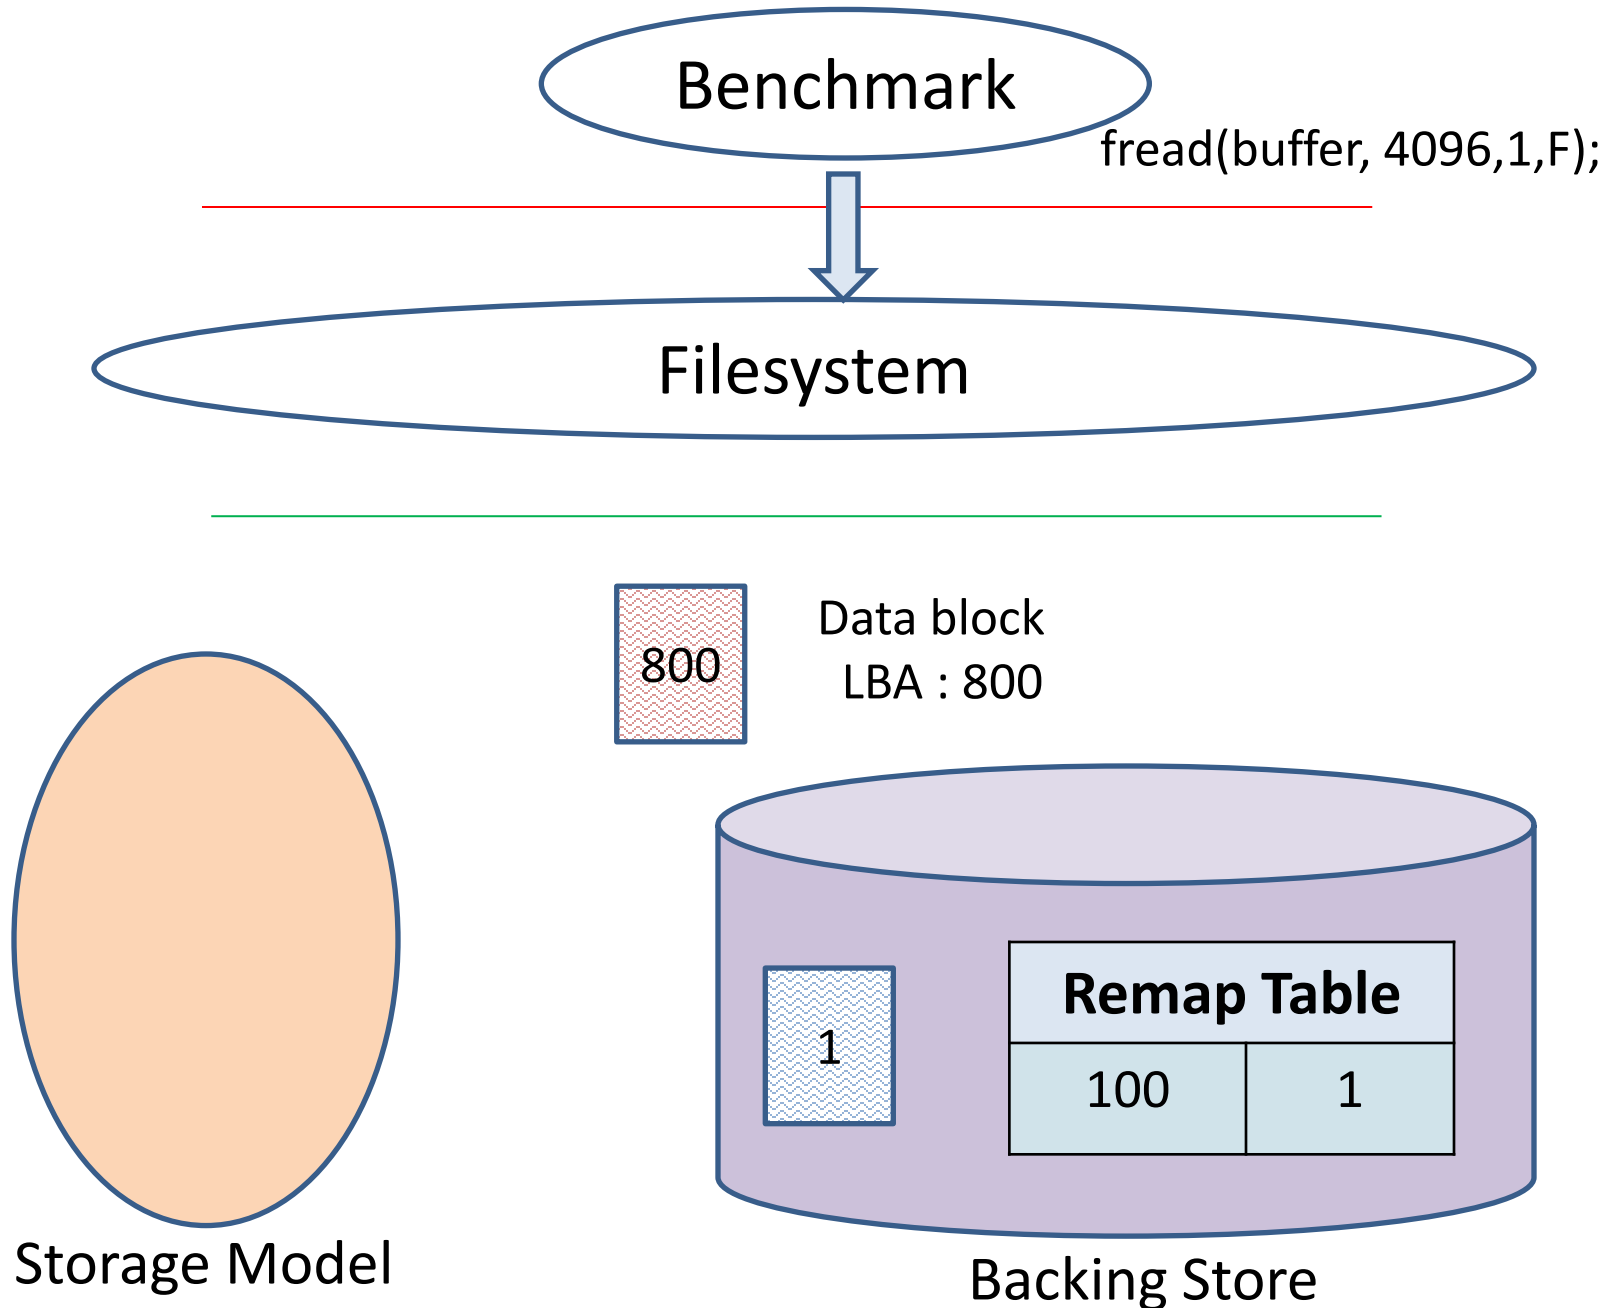 Benchmark
fread(buffer, 4096,1,F);
Filesystem
800
Data block
LBA : 800
1
Remap Table
100 1
Storage Model
Backing Store